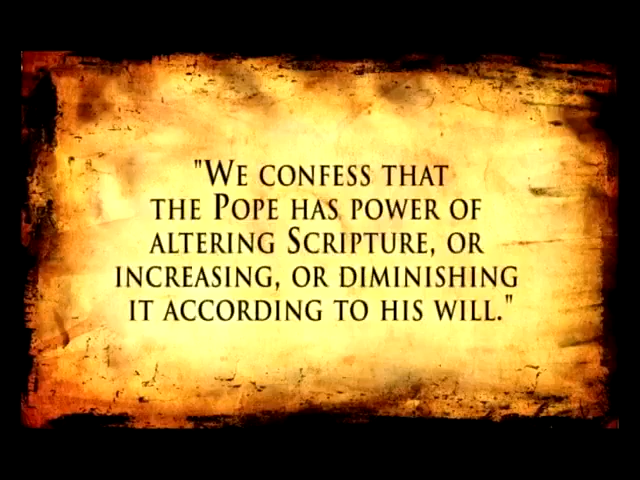 "We confess that
the Pope has power of
altering Scripture, or
increasing, or diminishing
it according to his will."